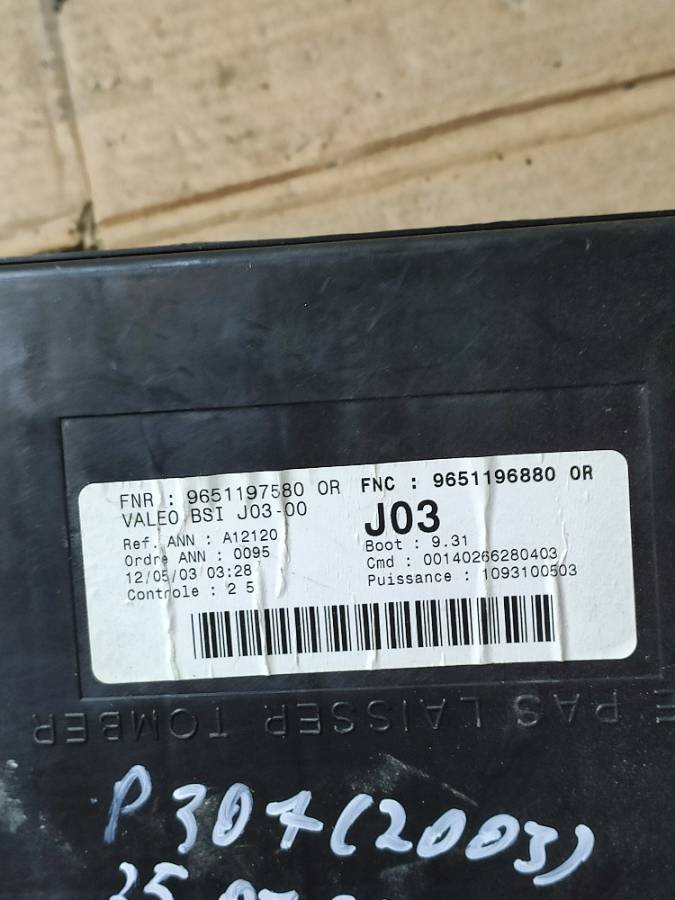 FNR : 9651197580 OR FNC : 9651196880 OR
VALEO BSI J03-00
J03
Ref. ANN : A12120
Boot : 9.31
Ordre ANN : 0095
Cmd : 00140266280403
12/05/03 03:28
Puissance : 1093100503
Controle : 2 5
E PAS LAISSER TOMBER
P 307 (2003)